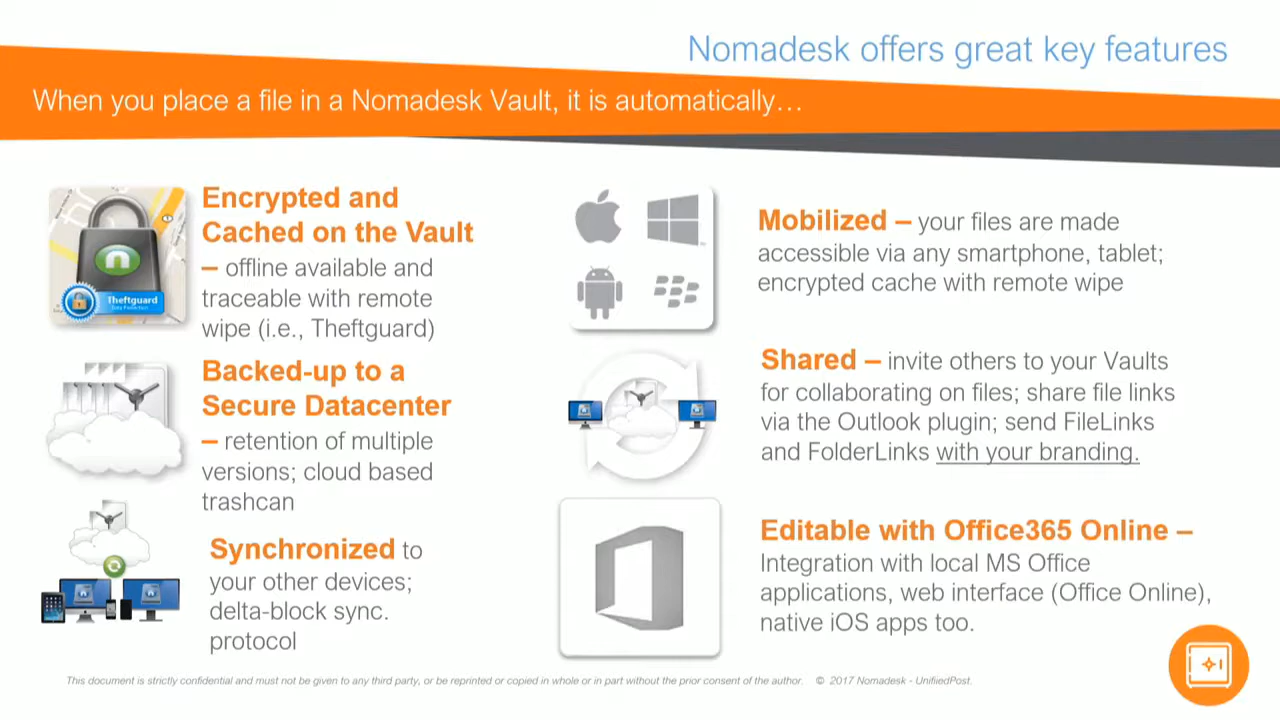 Nomadesk offers great key features
When you place a file in a Nomadesk Vault, it is automatically…
Encrypted and
Cached on the Vault
– offline available and
traceable with remote
wipe (i.e., Theftguard)
Theftguard
Backed-up to a
Secure Datacenter
– retention of multiple
versions; cloud based
trashcan
Synchronized to
your other devices;
delta-block sync.
protocol
Mobilized – your files are made
accessible via any smartphone, tablet;
encrypted cache with remote wipe
Shared – invite others to your Vaults
for collaborating on files; share file links
via the Outlook plugin; send FileLinks
and FolderLinks with your branding.
Editable with Office365 Online –
Integration with local MS Office
applications, web interface (Office Online),
native iOS apps too.
This document is strictly confidential and must not be given to any third party, or be reprinted or copied in whole or in part without the prior consent of the author. © 2017 Nomadesk - UnifiiedPost.